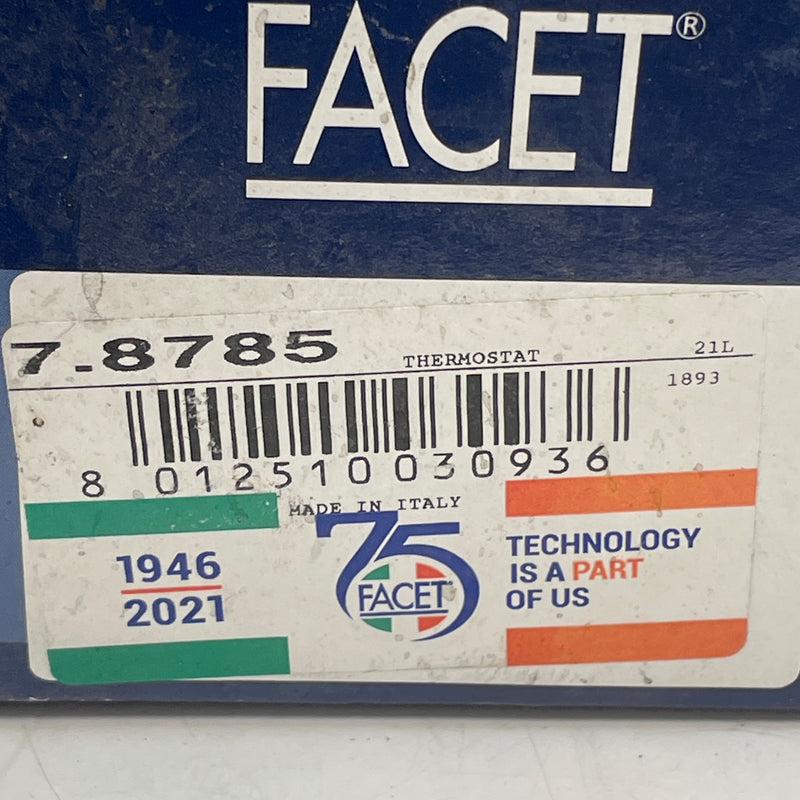 FACET®
7.8785 THERMOSTAT 21L
1893
8 012510 030936
MADE IN ITALY
1946
2021
75
FACET®
TECHNOLOGY
IS A PART
OF US